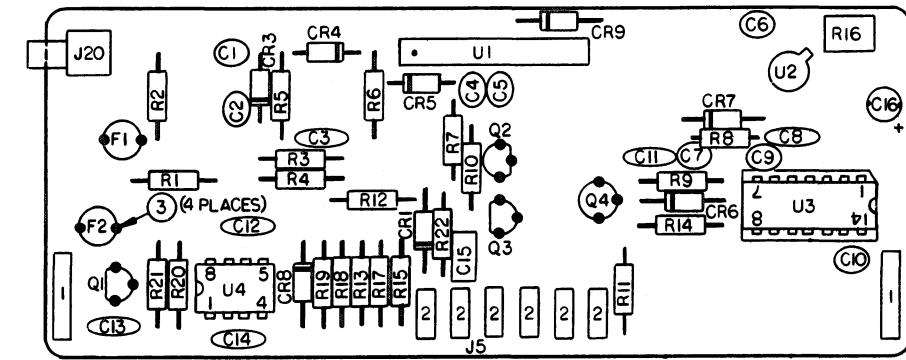 CR9
C6
R16
J20
C1
CR3
CR4
U1
U2
R2
C2
R5
R6
CR5
C4
C5
CR7
C16
+
F1
C3
R7
R10
Q2
R8
C8
R3
C11
C7
C9
R1
R4
R9
7
1
3
(4 PLACES)
R12
CR1
Q4
CR6
U3
F2
C12
R22
Q3
R14
8
14
Q1
R21
R20
8
5
U4
1
4
CR8
R19
R18
R13
R17
R15
C15
R11
C10
1
1
2
2
2
2
2
2
C13
C14
J5